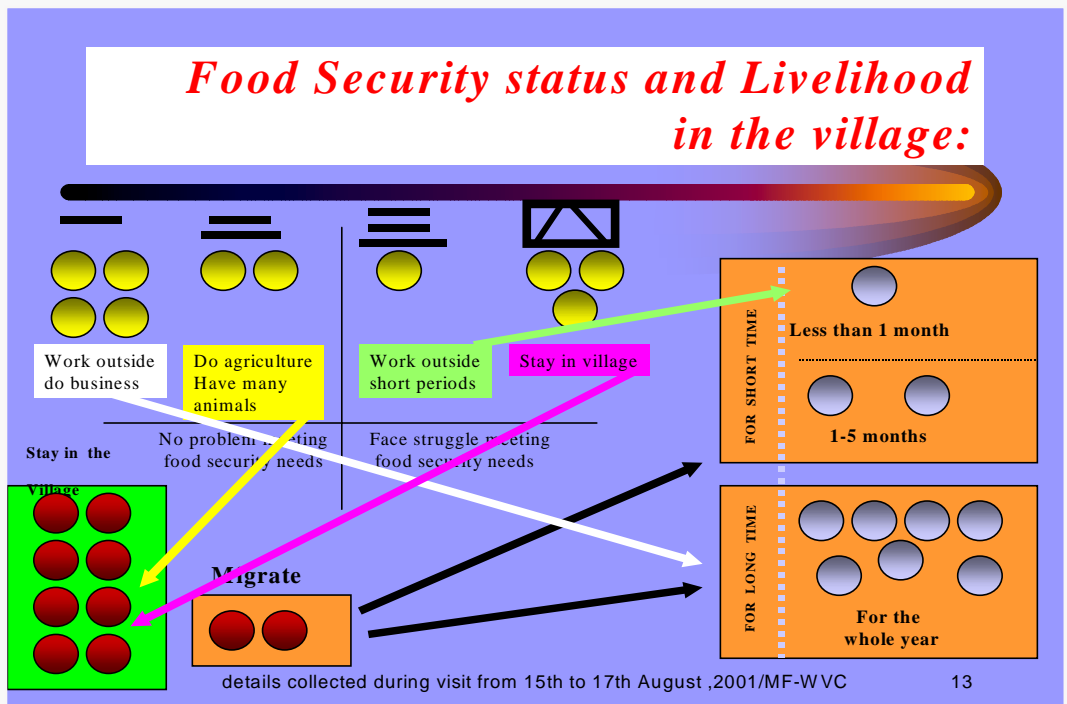 Food Security status and Livelihood
in the village:
Work outside
do business
Do agriculture
Have many
animals
Work outside
short periods
Stay in village
No problem meeting
food security needs
Face struggle meeting
food security needs
Stay in the
Village
Migrate
FOR SHORT TIME
Less than 1 month
1-5 months
FOR LONG TIME
For the
whole year
details collected during visit from 15th to 17th August ,2001/MF-WVC
13